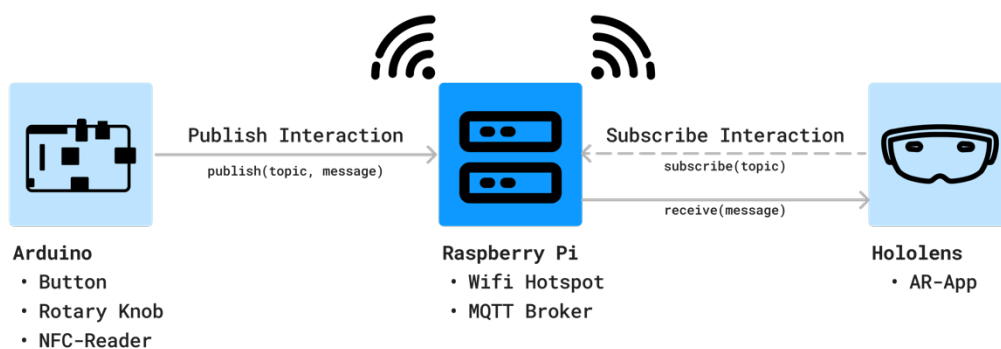 Publish Interaction
publish(topic, message)
Subscribe Interaction
subscribe(topic)
receive(message)
Arduino
• Button
• Rotary Knob
• NFC-Reader
Raspberry Pi
• Wifi Hotspot
• MQTT Broker
Hololens
• AR-App